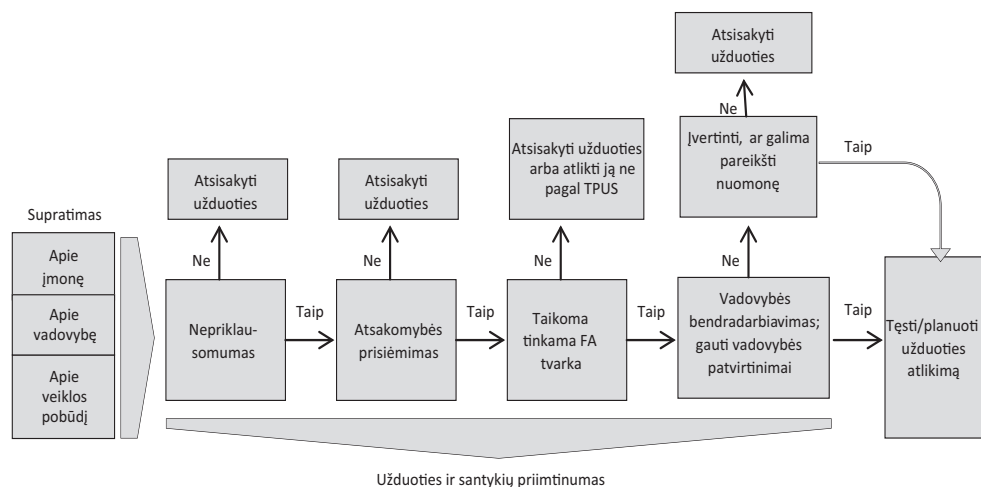 Atsisakyti
užduoties
Ne
Įvertinti, ar galima
pareikšti
nuomonę
Taip
Atsisakyti užduoties
arba atlikti ją ne
pagal TPUS
Atsisakyti
užduoties
Atsisakyti
užduoties
Supratimas
Apie
įmonę
Apie
vadovybę
Apie
veiklos
pobūdį
Ne
Ne
Ne
Ne
Nepriklau-
somumas
Taip
Atsakomybės
prisiėmimas
Taip
Taikoma
tinkama FA
tvarka
Taip
Vadovybės
bendradarbiavimas;
gauti vadovybės
patvirtinimai
Taip
Tęsti/planuoti
užduoties
atlikimą
Užduoties ir santykių priimtinumas